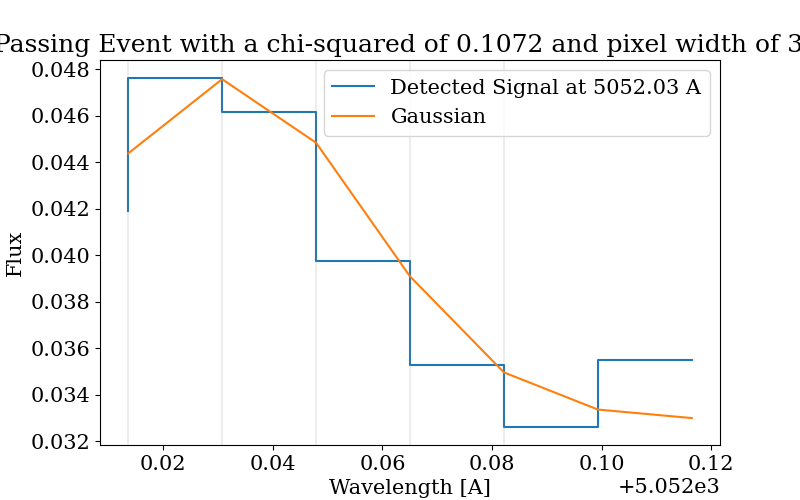 Passing Event with a chi-squared of 0.1072 and pixel width of 3
0.048
0.046
0.044
0.042
0.040
0.038
0.036
0.034
0.032
Flux
Detected Signal at 5052.03 A
Gaussian
0.02 0.04 0.06 0.08 0.10 0.12
+5.052e3
Wavelength [A]